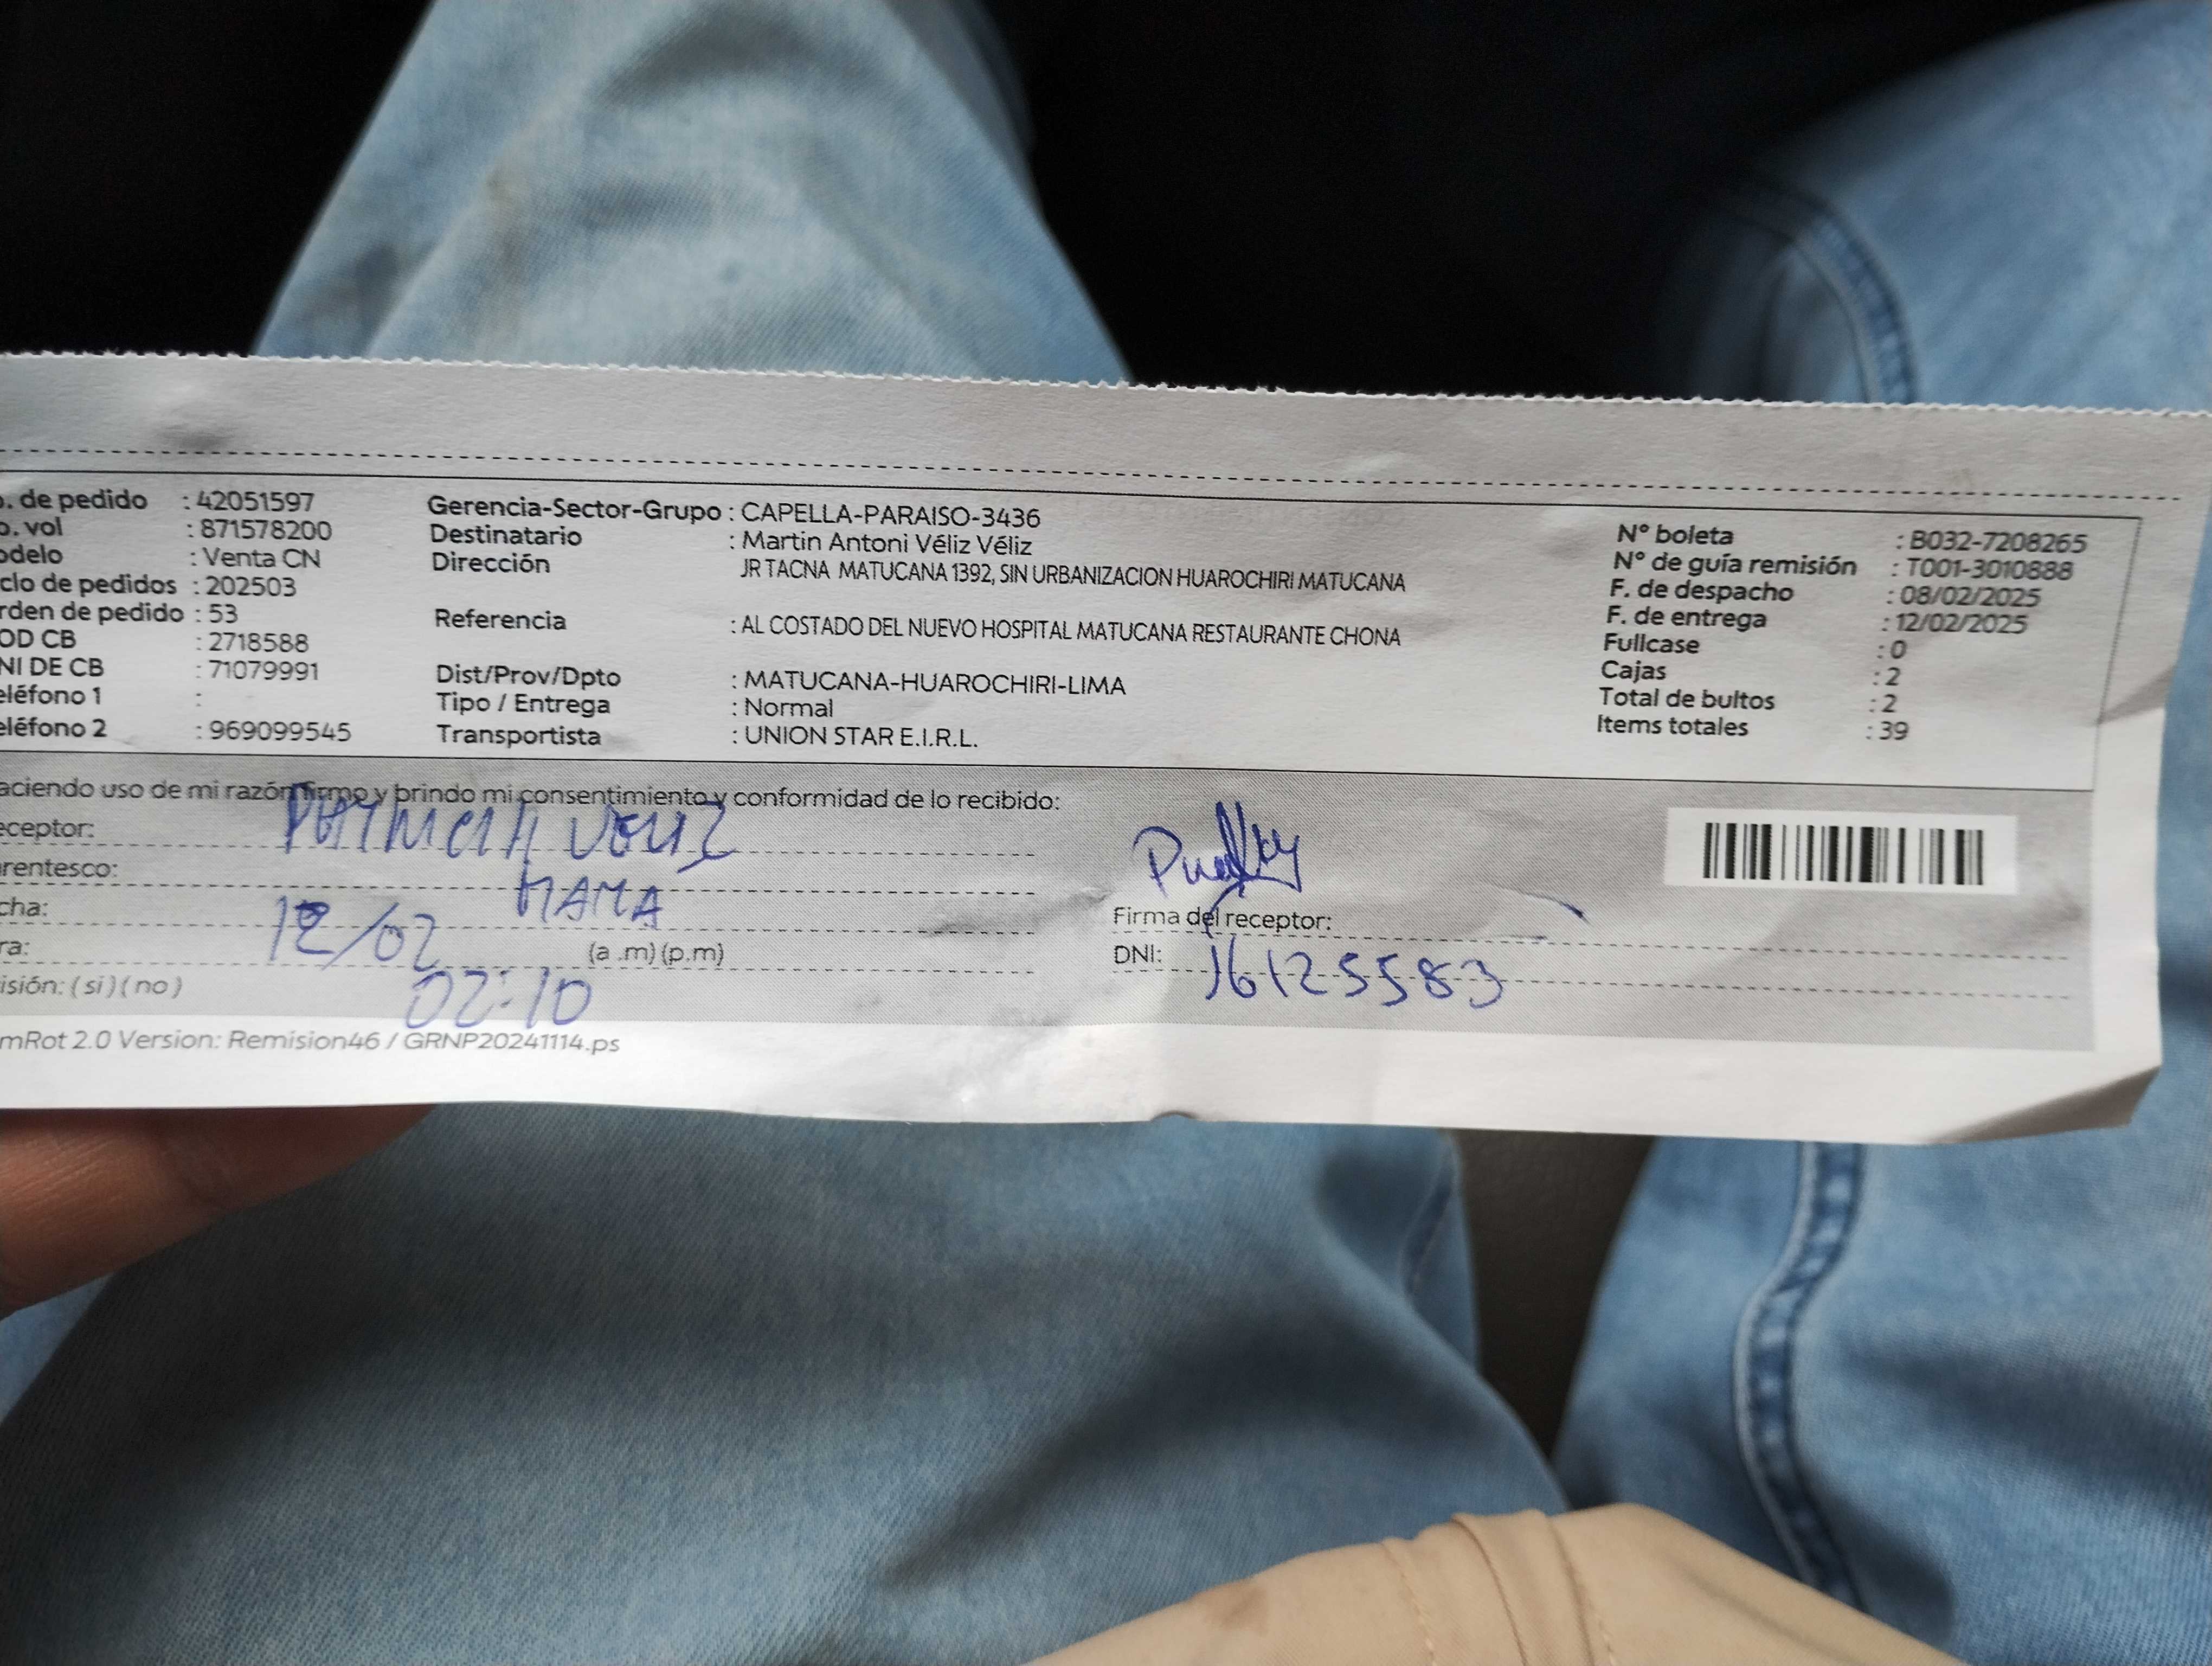 . de pedido : 42051597
o. vol : 871578200
odelo : Venta CN
clo de pedidos : 202503
rden de pedido : 53
OD CB : 2718588
NI DE CB : 71079991
eléfono 1 :
eléfono 2 : 969099545
Gerencia-Sector-Grupo : CAPELLA-PARAISO-3436
Destinatario : Martin Antoni Véliz Véliz
Dirección JR TACNA MATUCANA 1392, SIN URBANIZACION HUAROCHIRI MATUCANA
Referencia : AL COSTADO DEL NUEVO HOSPITAL MATUCANA RESTAURANTE CHONA
Dist/Prov/Dpto : MATUCANA-HUAROCHIRI-LIMA
Tipo / Entrega : Normal
Transportista : UNION STAR E.I.R.L.
N° boleta : B032-7208265
N° de guía remisión : T001-3010888
F. de despacho : 08/02/2025
F. de entrega : 12/02/2025
Fullcase : 0
Cajas : 2
Total de bultos : 2
Items totales : 39
aciendo uso de mi razón firmo y brindo mi consentimiento y conformidad de lo recibido:
eceptor: VELIZ
rentesco: MAMA
cha: 12/02
ra: 02:10 (a .m) (p.m)
isión: ( si ) ( no )
Firma del receptor:
DNI: 16125583
mRot 2.0 Version: Remision46 / GRNP20241114.ps